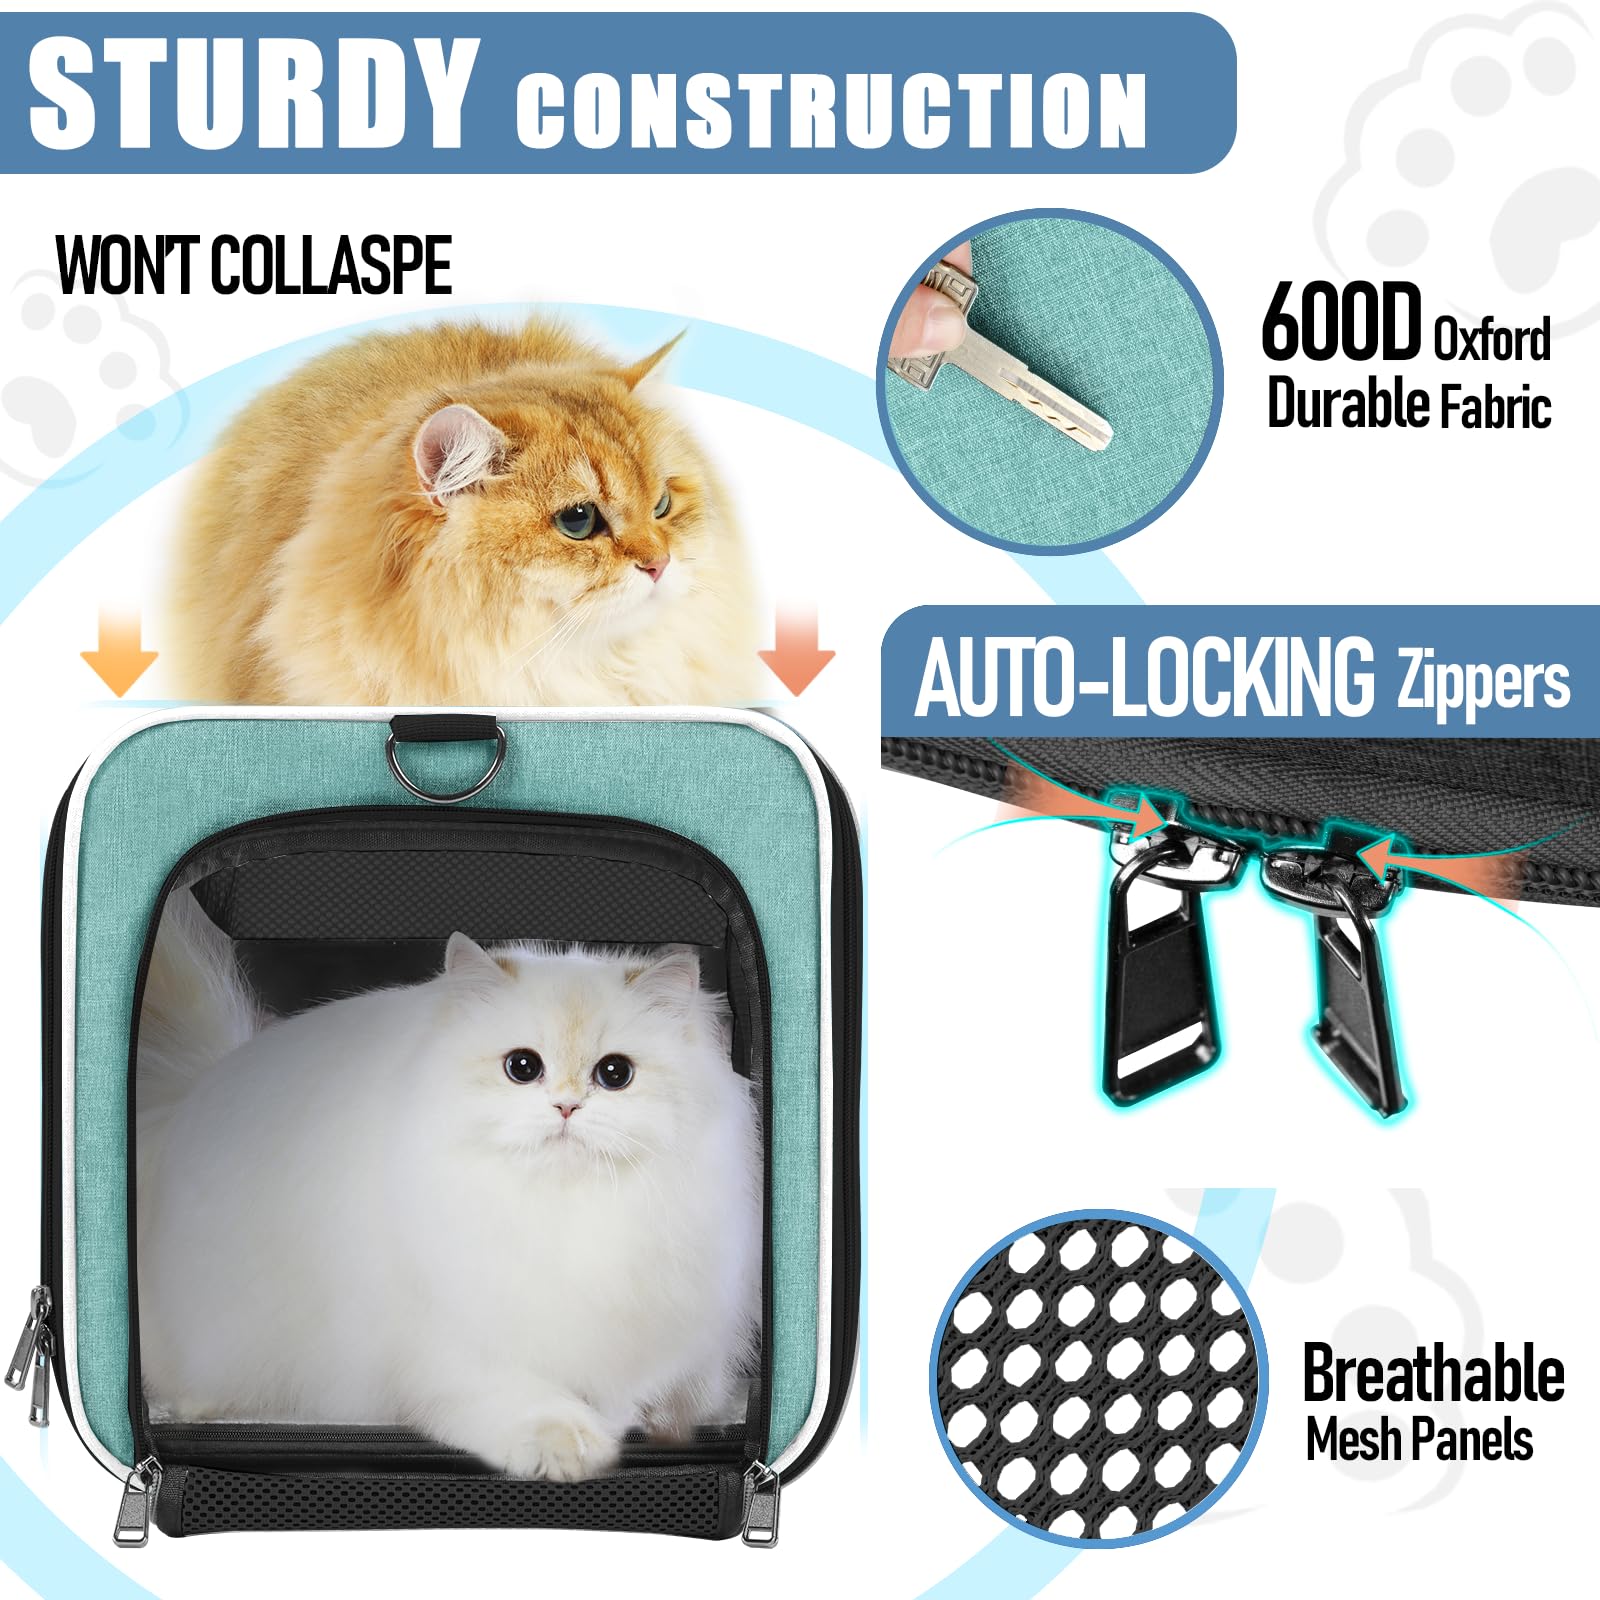 STURDY CONSTRUCTION
WON'T COLLASPE
600D Oxford
Durable Fabric
AUTO-LOCKING Zippers
Breathable
Mesh Panels